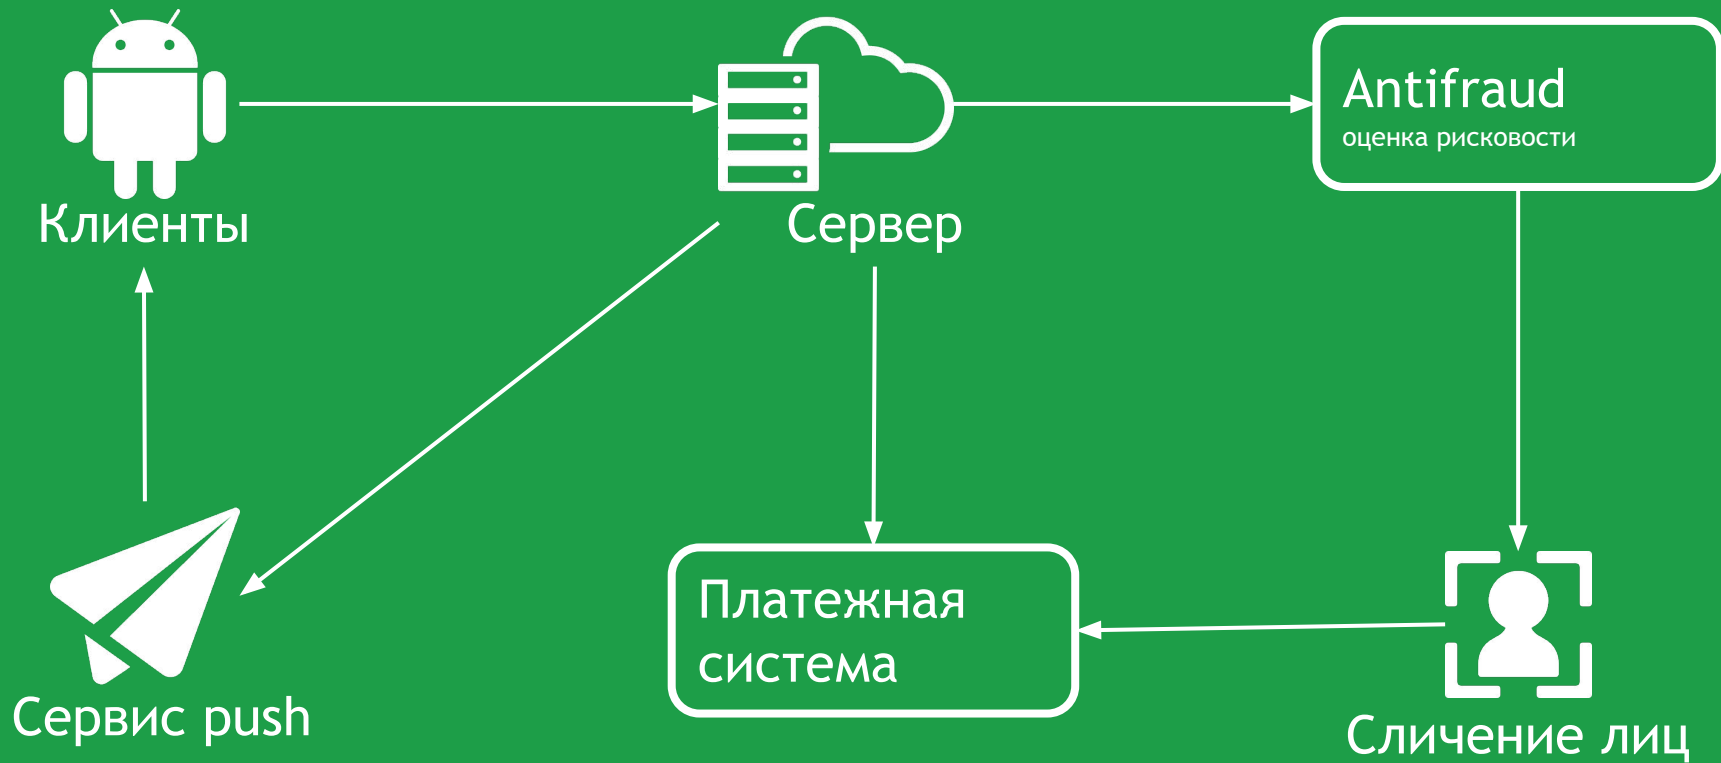 Antifraud
оценка рисковости
Клиенты
Сервер
Платежная
система
Сервис push
Сличение лиц